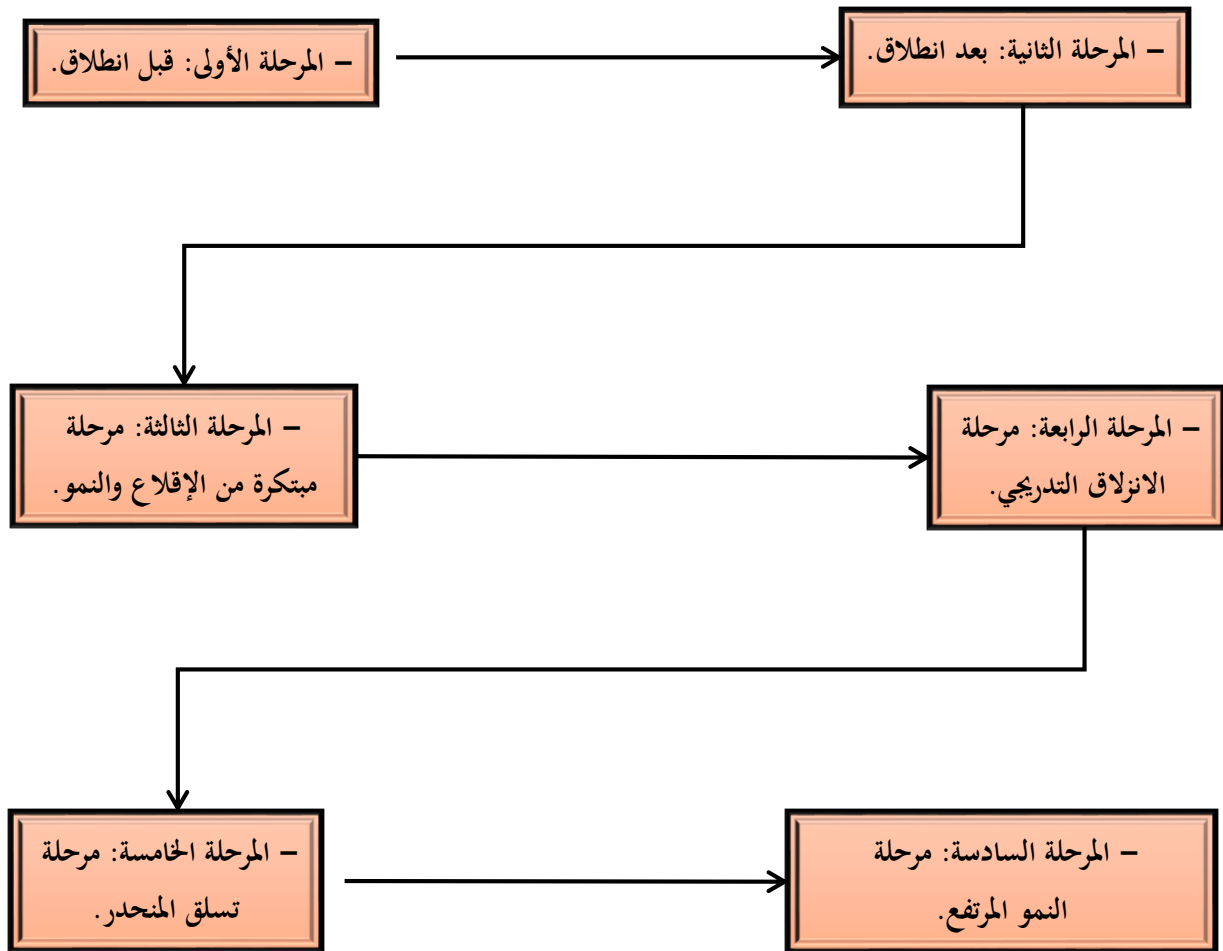 – المرحلة الأولى: قبل انطلاق.
– المرحلة الثانية: بعد انطلاق.
– المرحلة الثالثة: مرحلة
مبتكرة من الإقلاع والنمو.
– المرحلة الرابعة: مرحلة
الانزلاق التدريجي.
– المرحلة الخامسة: مرحلة
تسلق المنحدر.
– المرحلة السادسة: مرحلة
النمو المرتفع.